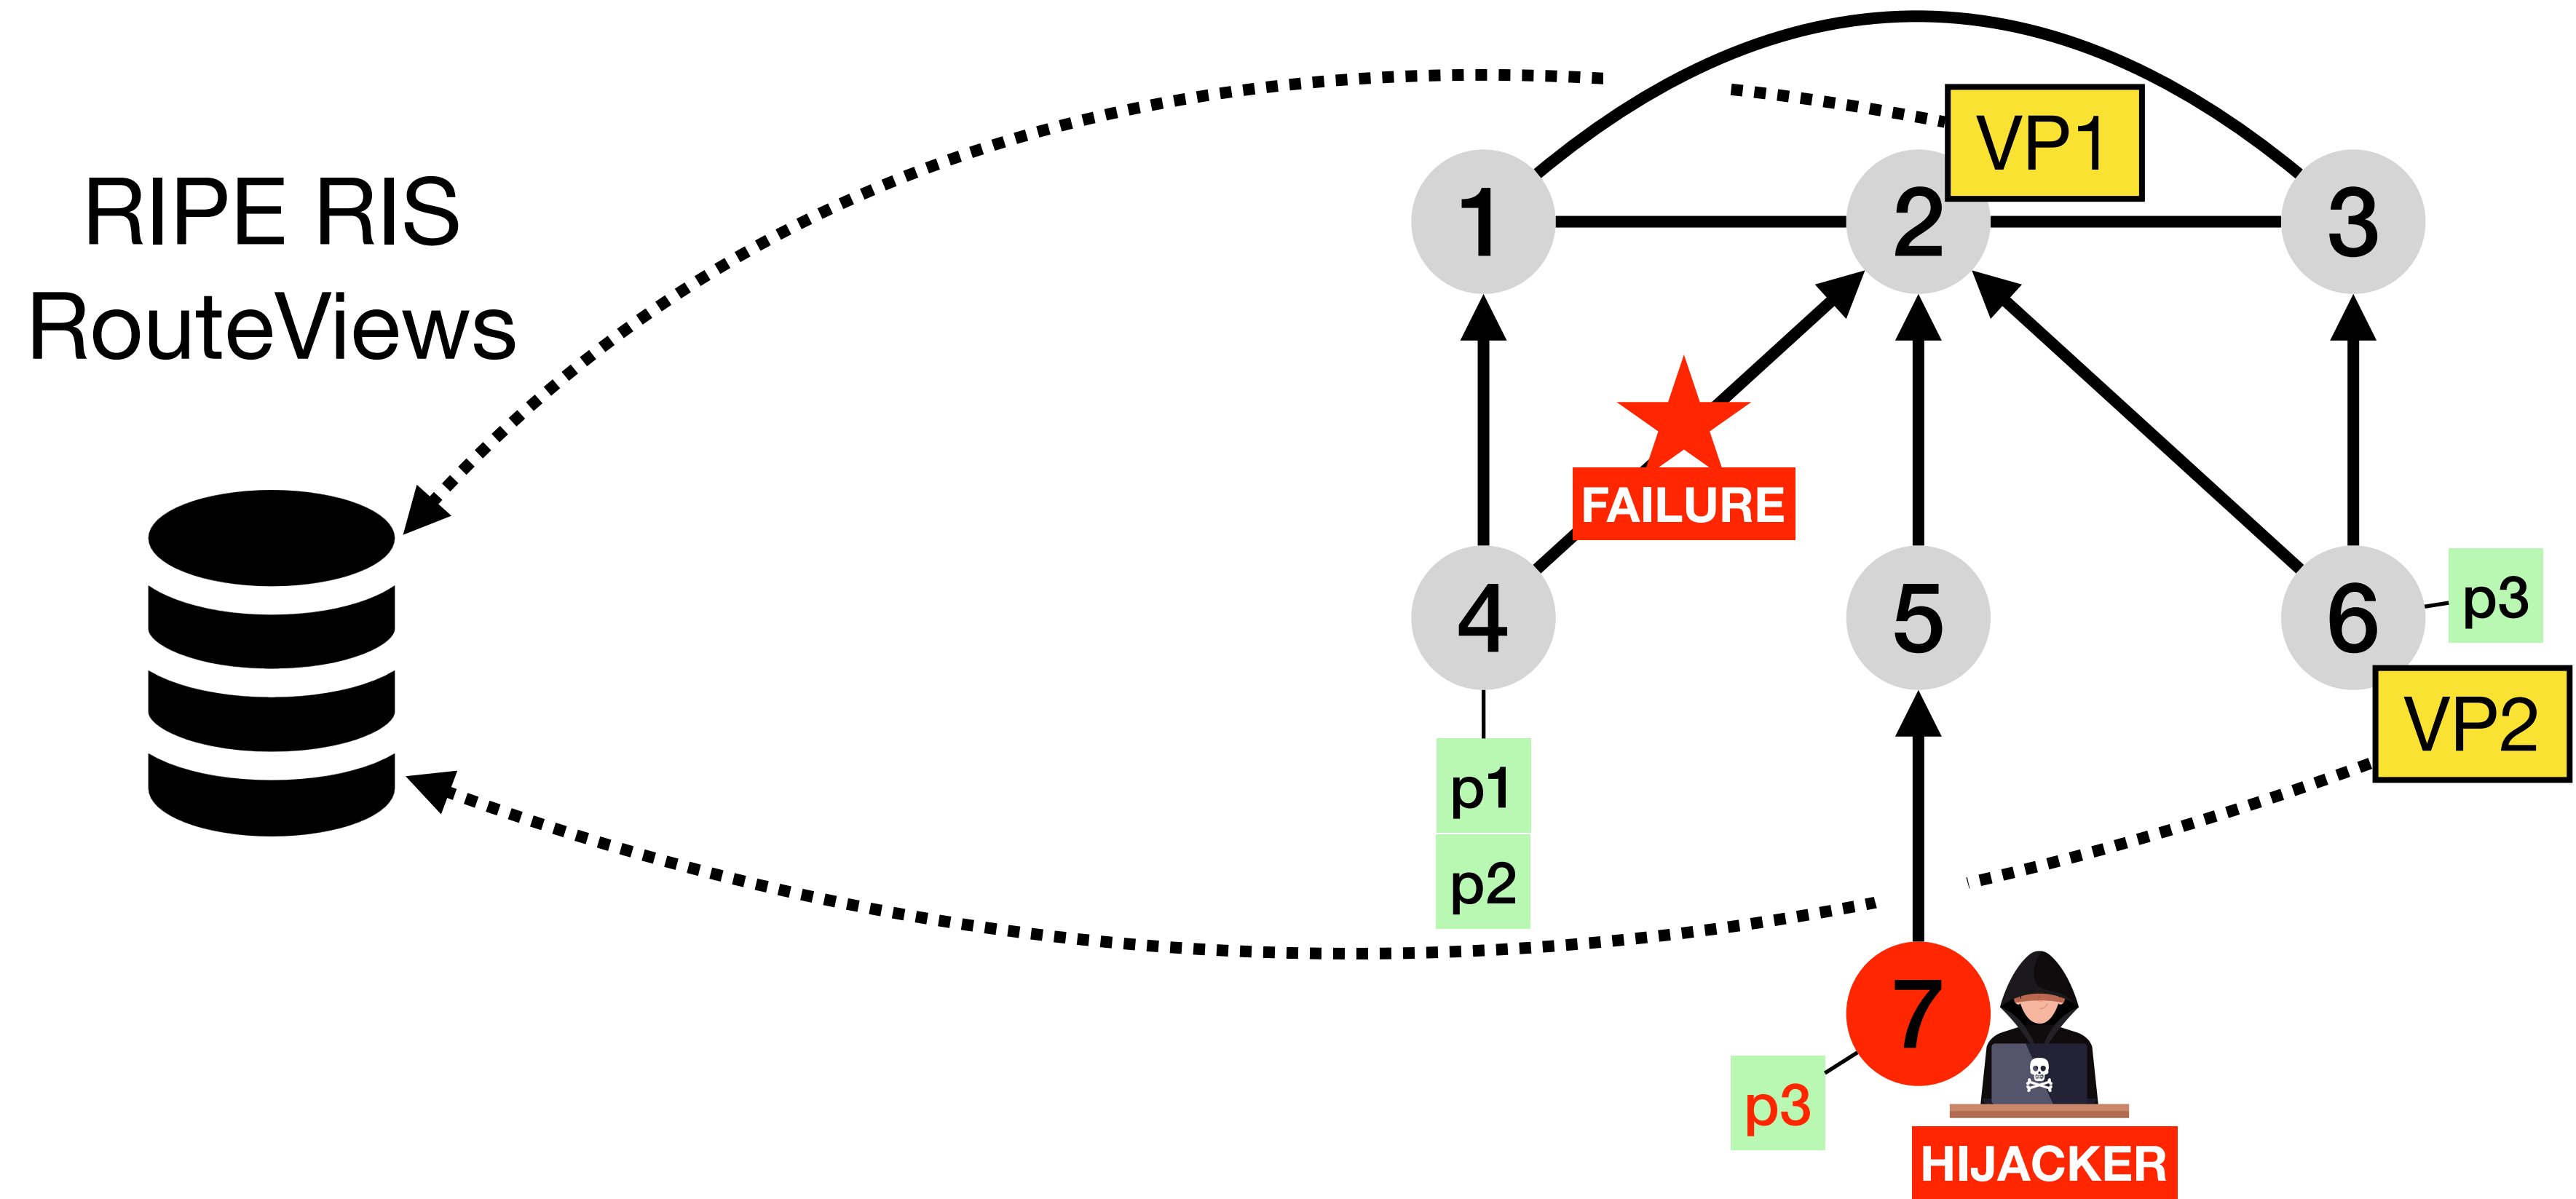 RIPE RIS
RouteViews
VP1
1
2
3
FAILURE
4
5
6
p3
VP2
p1
p2
7
p3
HIJACKER